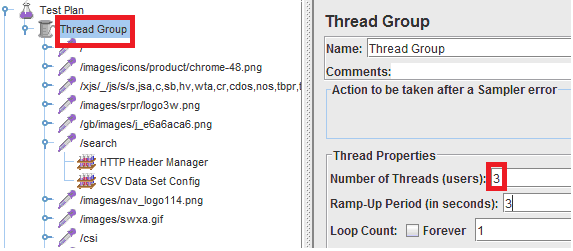 Test Plan
Thread Group
/
/images/icons/product/chrome-48.png
/xjs/_/js/s/s,jsa,c,sb,hv,wta,cr,cdos,nos,tbpr,t
/images/srpr/logo3w.png
/gb/images/j_e6a6aca6.png
/search
HTTP Header Manager
CSV Data Set Config
/images/nav_logo114.png
/images/swxa.gif
/csi
Thread Group
Name: Thread Group
Comments:
Action to be taken after a Sampler error
Thread Properties
Number of Threads (users): 3
Ramp-Up Period (in seconds): 3
Loop Count: Forever 1